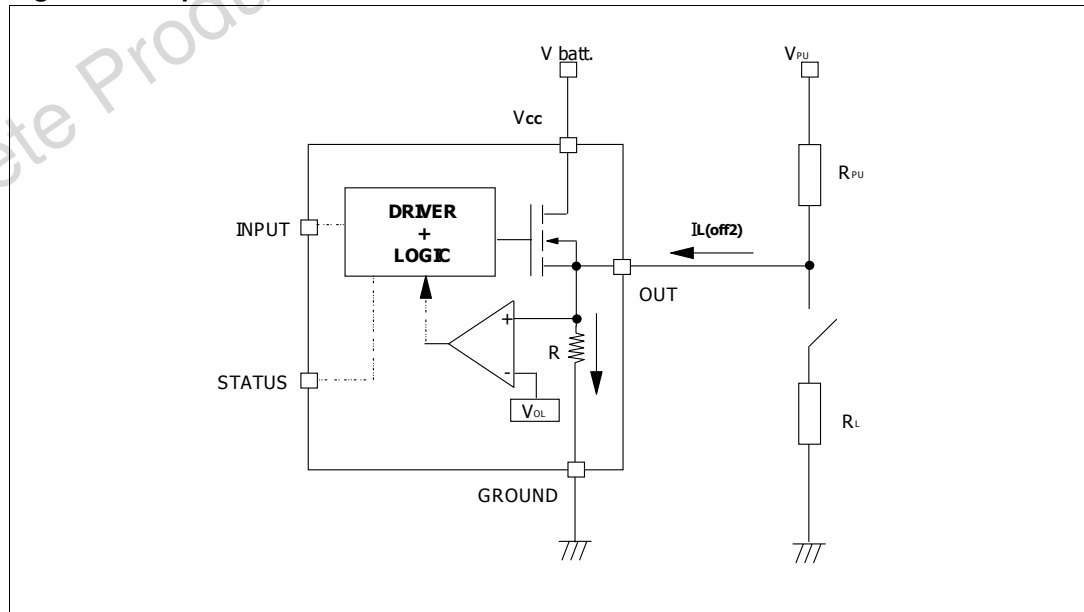 V batt.
VPU
Vcc
RPU
DRIVER
+
LOGIC
INPUT
IL(off2)
OUT
+
R
-
STATUS
VOL
RL
GROUND